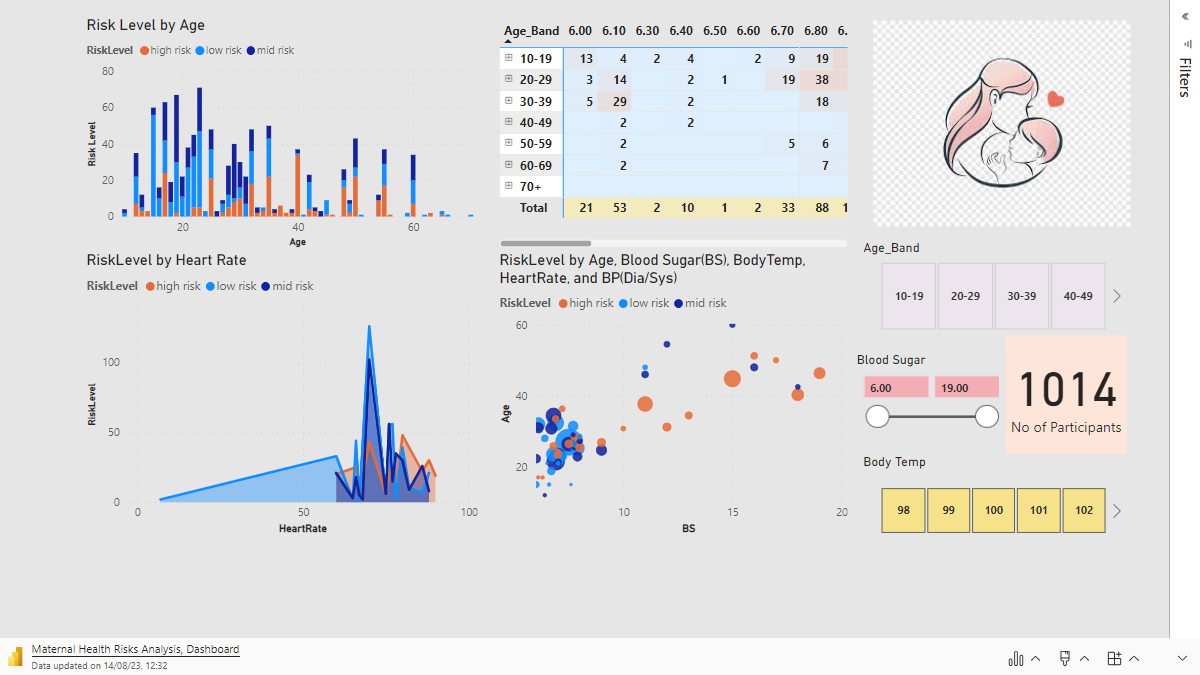 Risk Level by Age
RiskLevel high risk low risk mid risk
80
60
40
20
0
Risk Level
20 40 60
Age
Age_Band 6.00 6.10 6.30 6.40 6.50 6.60 6.70 6.80 6.
10-19 13 4 2 4 2 9 19
20-29 3 14 2 1 19 38
30-39 5 29 2 18
40-49 2 2
50-59 2 5 6
60-69 2 7
70+
Total 21 53 2 10 1 2 33 88 1
Filters
RiskLevel by Heart Rate
RiskLevel high risk low risk mid risk
100
50
0
RiskLevel
0 50 100
HeartRate
RiskLevel by Age, Blood Sugar(BS), BodyTemp,
HeartRate, and BP(Dia/Sys)
RiskLevel high risk low risk mid risk
60
40
20
Age
10 15 20
BS
Age_Band
10-19 20-29 30-39 40-49
Blood Sugar
6.00 19.00
1014
No of Participants
Body Temp
98 99 100 101 102
Maternal Health Risks Analysis, Dashboard
Data updated on 14/08/23, 12:32